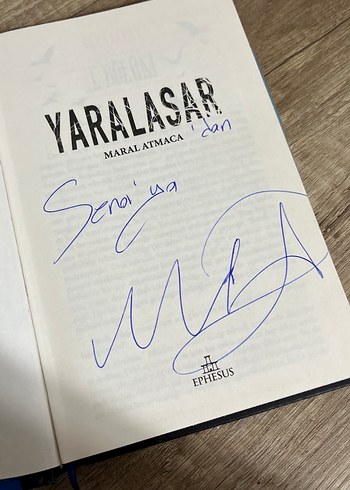 YARALASAR
MARAL ATMACA 'dan
Sena'ya
EPHESUS